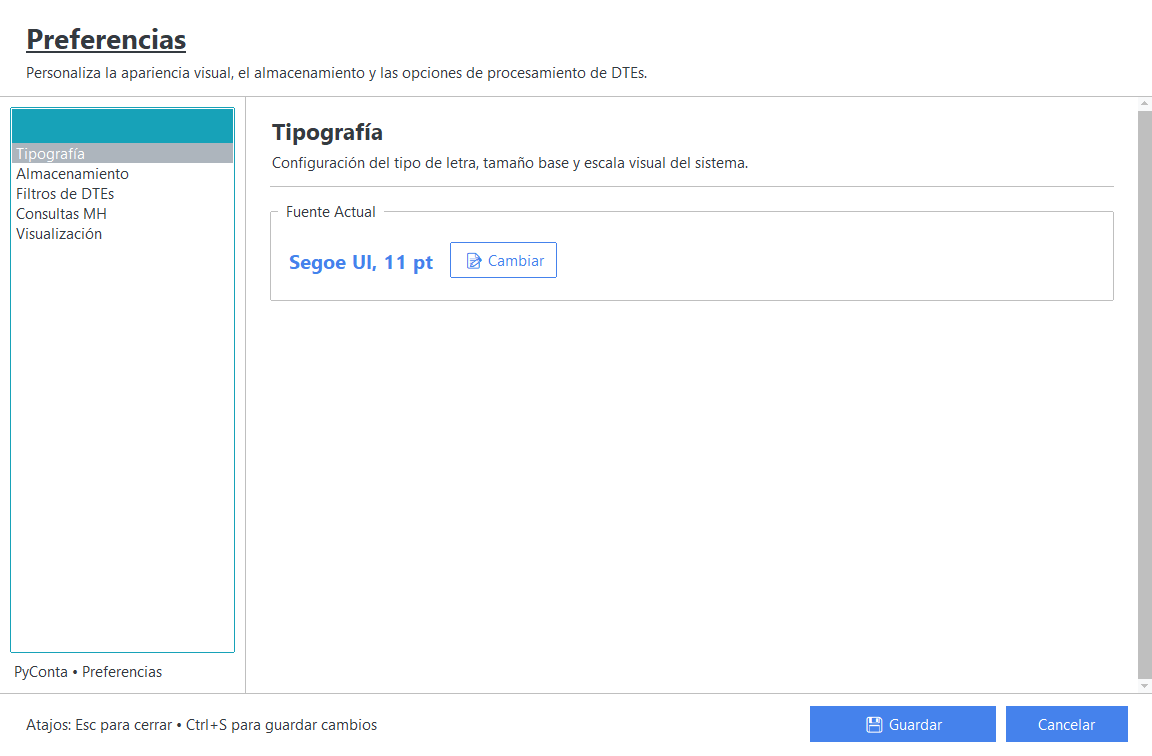 Preferencias
Personaliza la apariencia visual, el almacenamiento y las opciones de procesamiento de DTEs.
Tipografía
Almacenamiento
Filtros de DTEs
Consultas MH
Visualización
PyConta • Preferencias
Tipografía
Configuración del tipo de letra, tamaño base y escala visual del sistema.
Fuente Actual
Segoe UI, 11 pt
Cambiar
Atajos: Esc para cerrar • Ctrl+S para guardar cambios
Guardar
Cancelar